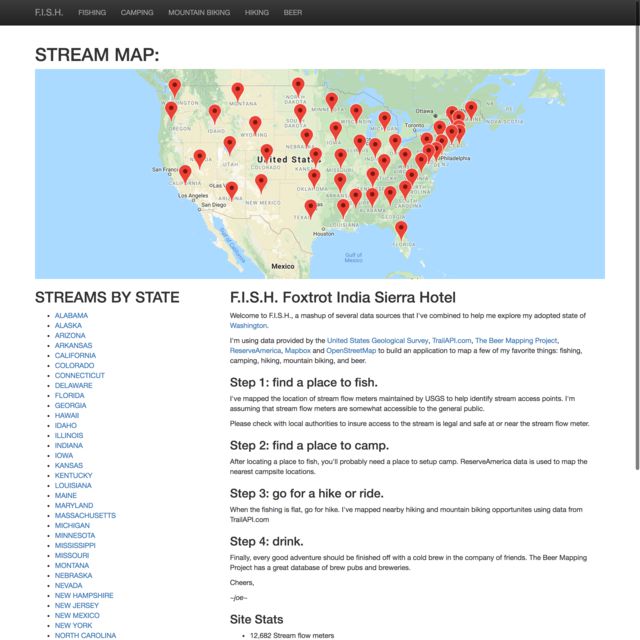 F.I.S.H. FISHING CAMPING MOUNTAIN BIKING HIKING BEER
STREAM MAP:
WASHINGTON
MONTANA
NORTH DAKOTA
MINNESOTA
Ottawa
NOVA SCOTIA
OREGON
IDAHO
WYOMING
WISCONSIN
MICHIGAN
Toronto
NEBRASKA
IOWA
Philadelphia
NEVADA
UTAH
COLORADO
United States
KANSAS
MISSOURI
San Francisco
Las Vegas
Los Angeles
San Diego
ARIZONA
NEW MEXICO
OKLAHOMA
ARKANSAS
TEXAS
LOUISIANA
GEORGIA
Houston
FLORIDA
Gulf of California
Gulf of Mexico
Mexico
STREAMS BY STATE
ALABAMA
ALASKA
ARIZONA
ARKANSAS
CALIFORNIA
COLORADO
CONNECTICUT
DELAWARE
FLORIDA
GEORGIA
HAWAII
IDAHO
ILLINOIS
INDIANA
IOWA
KANSAS
KENTUCKY
LOUISIANA
MAINE
MARYLAND
MASSACHUSETTS
MICHIGAN
MINNESOTA
MISSISSIPPI
MISSOURI
MONTANA
NEBRASKA
NEVADA
NEW HAMPSHIRE
NEW JERSEY
NEW MEXICO
NEW YORK
NORTH CAROLINA
F.I.S.H. Foxtrot India Sierra Hotel
Welcome to F.I.S.H., a mashup of several data sources that I've combined to help me explore my adopted state of
Washington.
I'm using data provided by the United States Geological Survey, TrailAPI.com, The Beer Mapping Project,
ReserveAmerica, Mapbox and OpenStreetMap to build an application to map a few of my favorite things: fishing,
camping, hiking, mountain biking, and beer.
Step 1: find a place to fish.
I've mapped the location of stream flow meters maintained by USGS to help identify stream access points. I'm
assuming that stream flow meters are somewhat accessible to the general public.
Please check with local authorities to insure access to the stream is legal and safe at or near the stream flow meter.
Step 2: find a place to camp.
After locating a place to fish, you'll probably need a place to setup camp. ReserveAmerica data is used to map the
nearest campsite locations.
Step 3: go for a hike or ride.
When the fishing is flat, go for hike. I've mapped nearby hiking and mountain biking opportunites using data from
TrailAPI.com
Step 4: drink.
Finally, every good adventure should be finished off with a cold brew in the company of friends. The Beer Mapping
Project has a great database of brew pubs and breweries.
Cheers,
~joe~
Site Stats
12,682 Stream flow meters